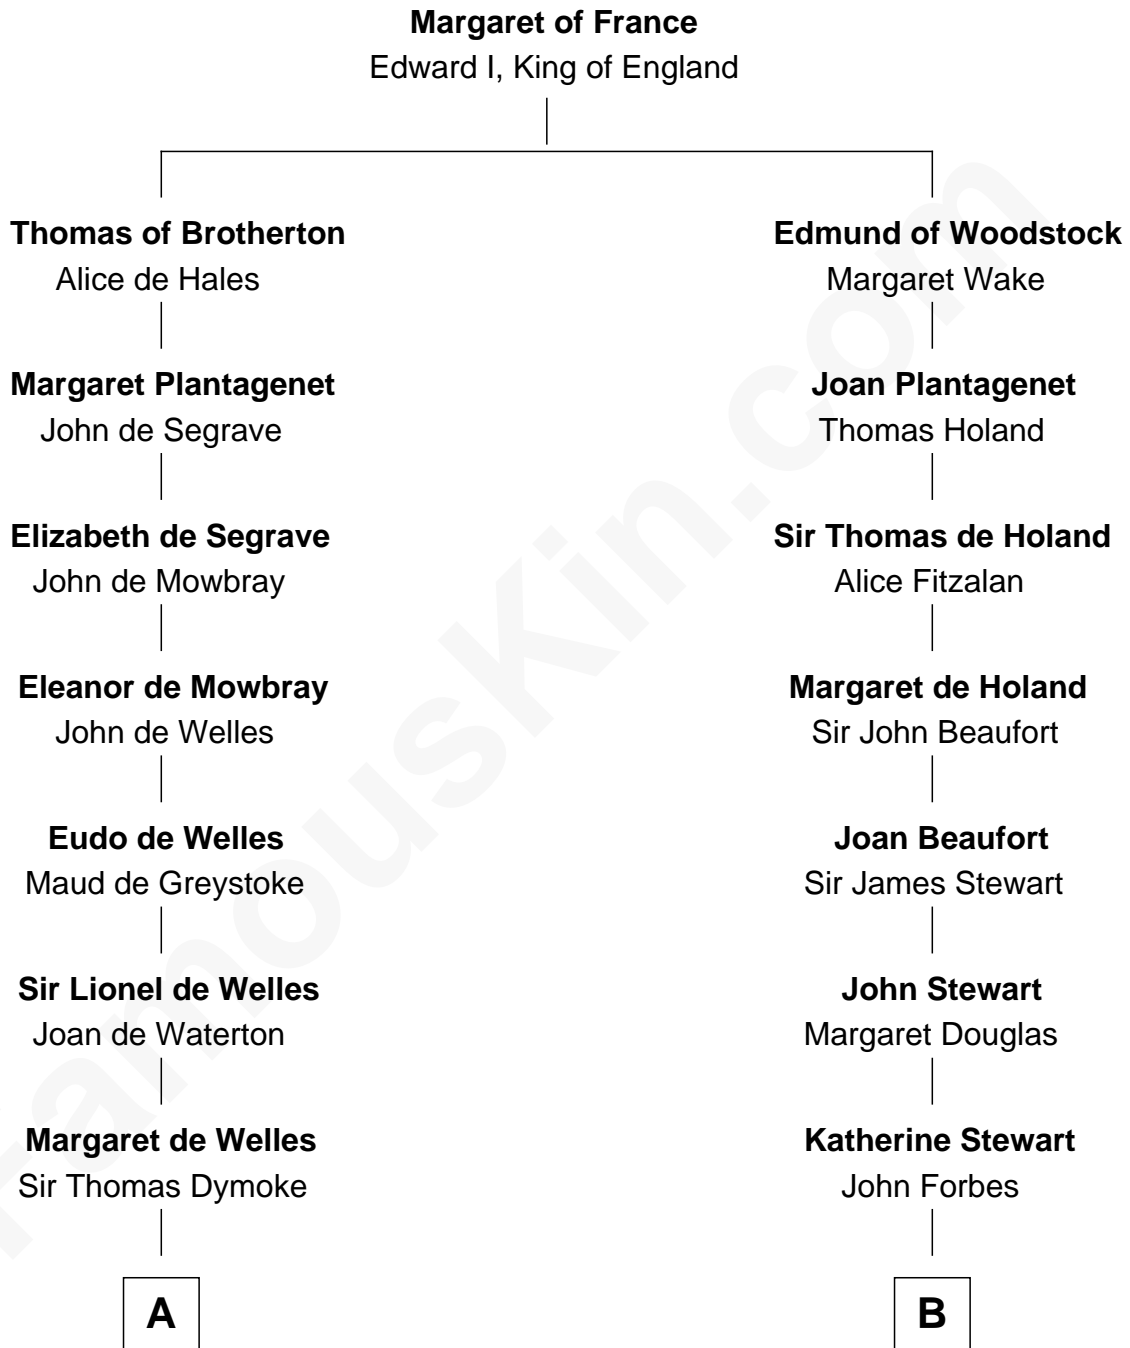 Margaret of France
Edward I, King of England
Thomas of Brotherton
Alice de Hales
Edmund of Woodstock
Margaret Wake
Margaret Plantagenet
John de Segrave
Joan Plantagenet
Thomas Holand
Elizabeth de Segrave
John de Mowbray
Sir Thomas de Holand
Alice Fitzalan
Eleanor de Mowbray
John de Welles
Margaret de Holand
Sir John Beaufort
Eudo de Welles
Maud de Greystoke
Joan Beaufort
Sir James Stewart
Sir Lionel de Welles
Joan de Waterton
John Stewart
Margaret Douglas
Margaret de Welles
Sir Thomas Dymoke
Katherine Stewart
John Forbes
A
B
FamousKin.com